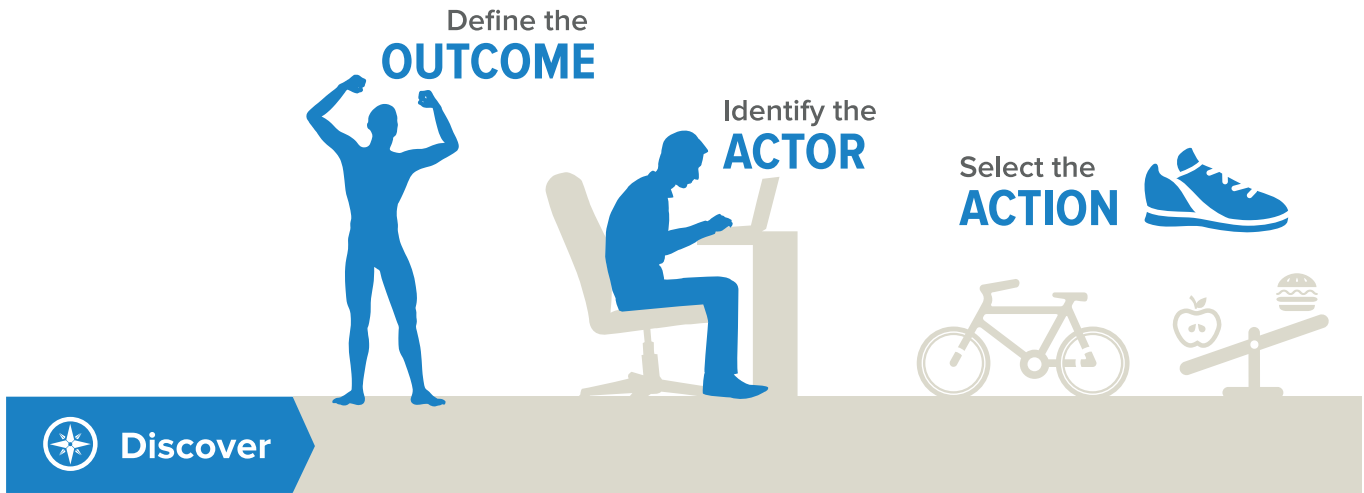 Define the
OUTCOME
Identify the
ACTOR
Select the
ACTION
Discover